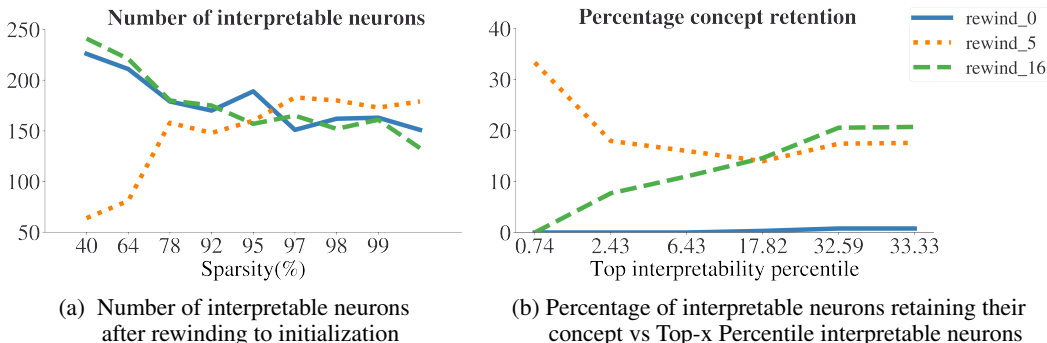 Number of interpretable neurons
250
200
150
100
50
40 64 78 92 95 97 98 99
Sparsity(%)
(a) Number of interpretable neurons
after rewinding to initialization
Percentage concept retention
40
30
20
10
0
0.74 2.43 6.43 17.82 32.59 33.33
Top interpretability percentile
rewind_0
rewind_5
rewind_16
(b) Percentage of interpretable neurons retaining their
concept vs Top-x Percentile interpretable neurons